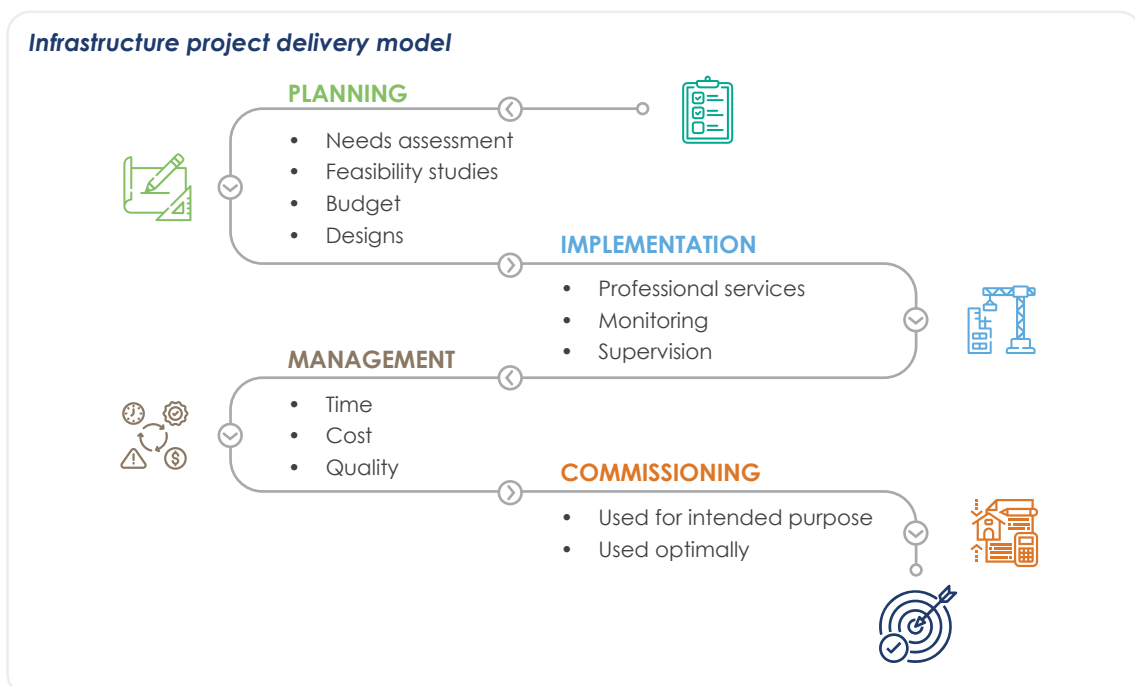 Infrastructure project delivery model
PLANNING
• Needs assessment
• Feasibility studies
• Budget
• Designs
IMPLEMENTATION
• Professional services
• Monitoring
• Supervision
MANAGEMENT
• Time
• Cost
• Quality
COMMISSIONING
• Used for intended purpose
• Used optimally